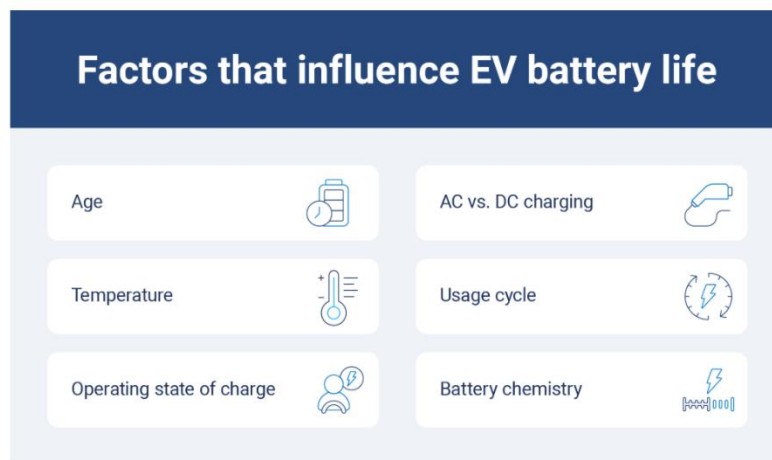 Factors that influence EV battery life
Age
AC vs. DC charging
Temperature
Usage cycle
Operating state of charge
Battery chemistry